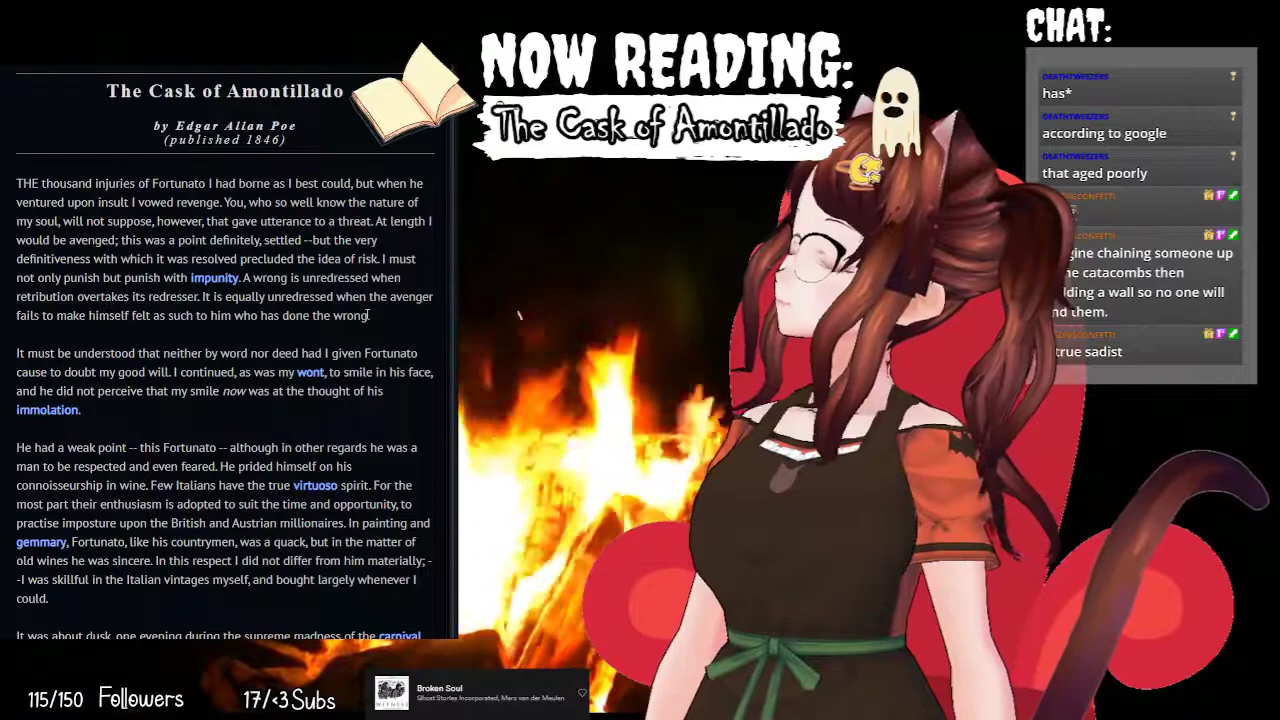 The Cask of Amontillado
by Edgar Allan Poe
(published 1846)
THE thousand injuries of Fortunato I had borne as I best could, but when he
ventured upon insult I vowed revenge. You, who so well know the nature of
my soul, will not suppose, however, that gave utterance to a threat. At length I
would be avenged; this was a point definitely, settled --but the very
definitiveness with which it was resolved precluded the idea of risk. I must
not only punish but punish with impunity. A wrong is unredressed when
retribution overtakes its redresser. It is equally unredressed when the avenger
fails to make himself felt as such to him who has done the wrong.
It must be understood that neither by word nor deed had I given Fortunato
cause to doubt my good will. I continued, as was my wont, to smile in his face,
and he did not perceive that my smile now was at the thought of his
immolation.
He had a weak point -- this Fortunato -- although in other regards he was a
man to be respected and even feared. He prided himself on his
connoisseurship in wine. Few Italians have the true virtuoso spirit. For the
most part their enthusiasm is adopted to suit the time and opportunity, to
practise imposture upon the British and Austrian millionaires. In painting and
gemmary, Fortunato, like his countrymen, was a quack, but in the matter of
old wines he was sincere. In this respect I did not differ from him materially; -
-I was skillful in the Italian vintages myself, and bought largely whenever I
could.
It was about dusk, one evening during the supreme madness of the carnival
NOW READING:
The Cask of Amontillado
CHAT:
DEATHTWEEZERS
has*
DEATHTWEEZERS
according to google
DEATHTWEEZERS
that aged poorly
gine chaining someone up
ne catacombs then
lding a wall so no one will
nd them.
true sadist
115/150 Followers
17/<3 Subs
Broken Soul
Ghost Stories Incorporated, Marc van der Meulen
WITNESS